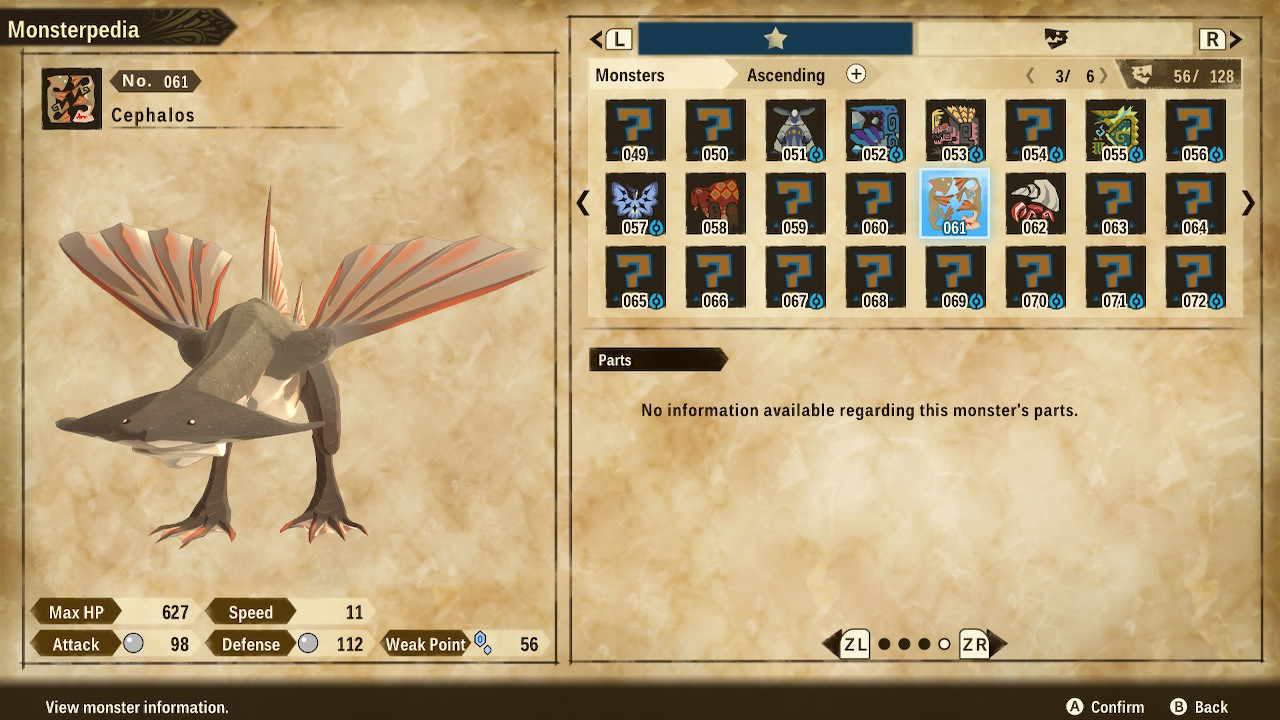 Monsterpedia
No. 061
Cephalos
L
R
Monsters
Ascending
3/ 6
56/ 128
049 050 051 052 053 054 055 056
057 058 059 060 061 062 063 064
065 066 067 068 069 070 071 072
Parts
No information available regarding this monster's parts.
Max HP 627 Speed 11
Attack 98 Defense 112 Weak Point 56
ZL ZR
View monster information.
A Confirm B Back